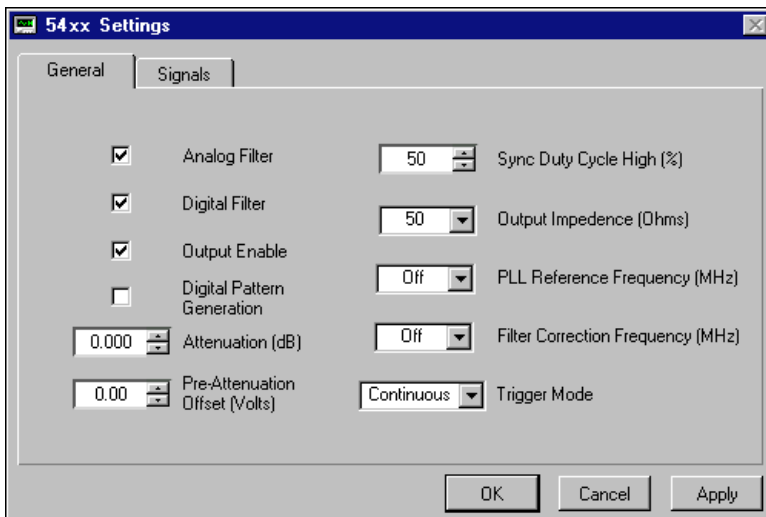 54xx Settings
General
Signals
Analog Filter
Digital Filter
Output Enable
Digital Pattern
Generation
0.000
Attenuation (dB)
0.00
Pre-Attenuation
Offset (Volts)
50
Sync Duty Cycle High (%)
50
Output Impedence (Ohms)
Off
PLL Reference Frequency (MHz)
Off
Filter Correction Frequency (MHz)
Continuous
Trigger Mode
OK
Cancel
Apply